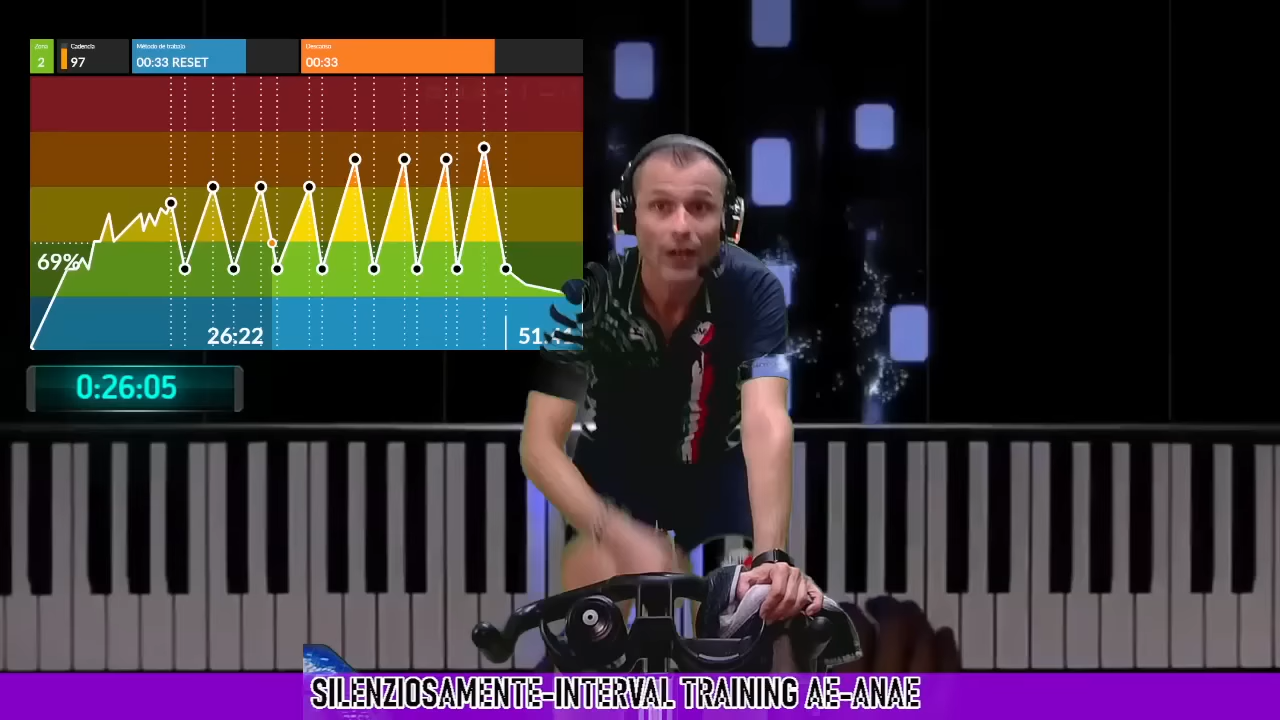 Zona
2
Cadencia
97
Método de trabajo
00:33 RESET
Descanso
00:33
69%
26:22
0:26:05
SILENZIOSAMENTE-INTERVAL TRAINING AE-ANAE